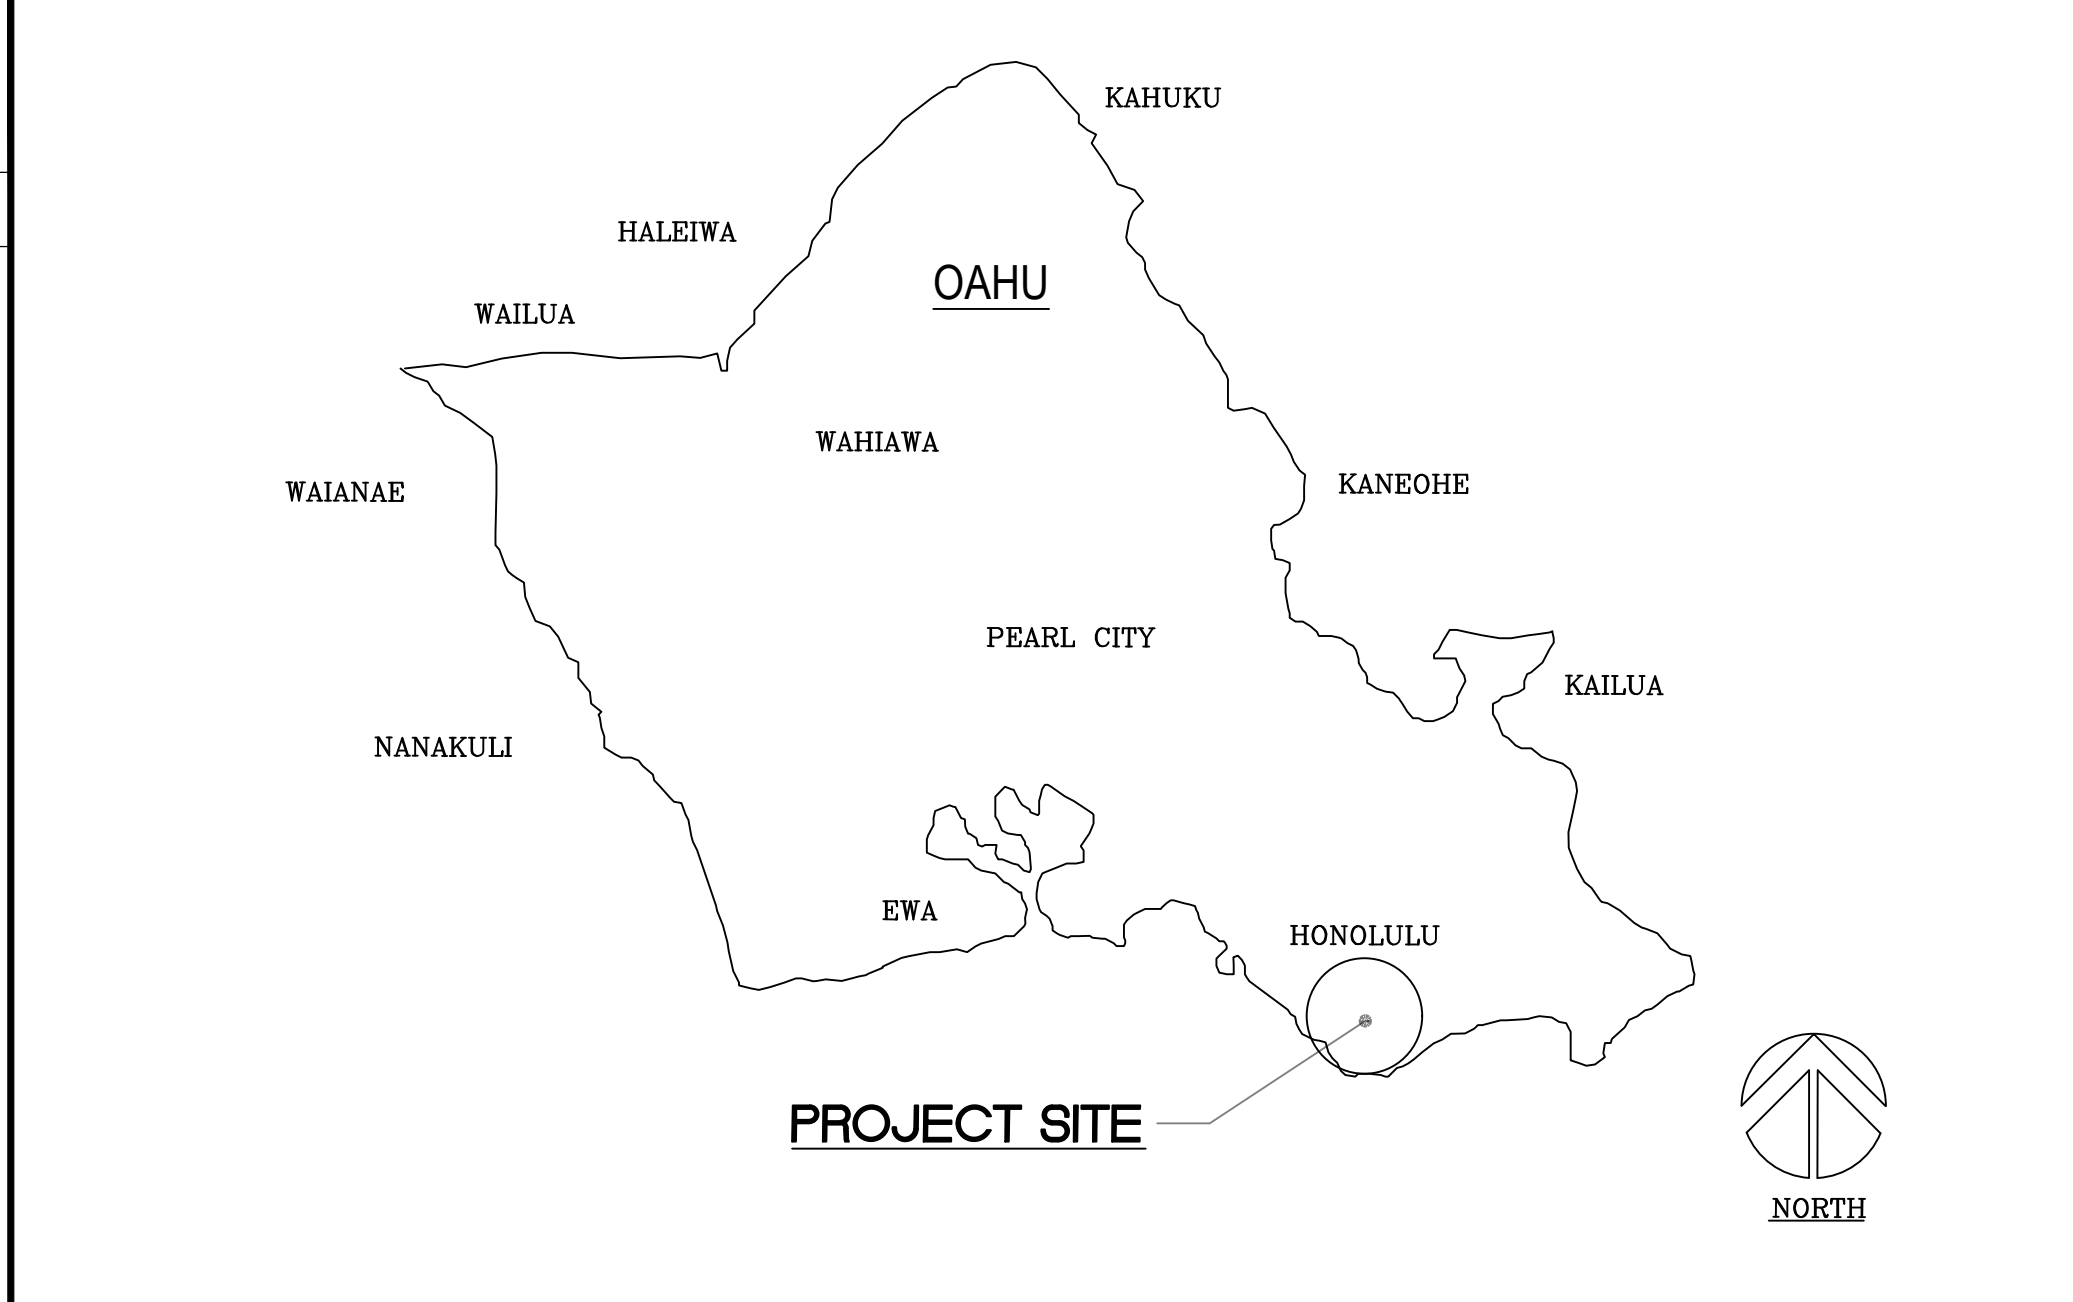 KAHUKU
HALEIWA
OAHU
WAILUA
WAHIAWA
KANEOHE
WAIANAE
PEARL CITY
KAILUA
NANAKULI
EWA
HONOLULU
PROJECT SITE
NORTH